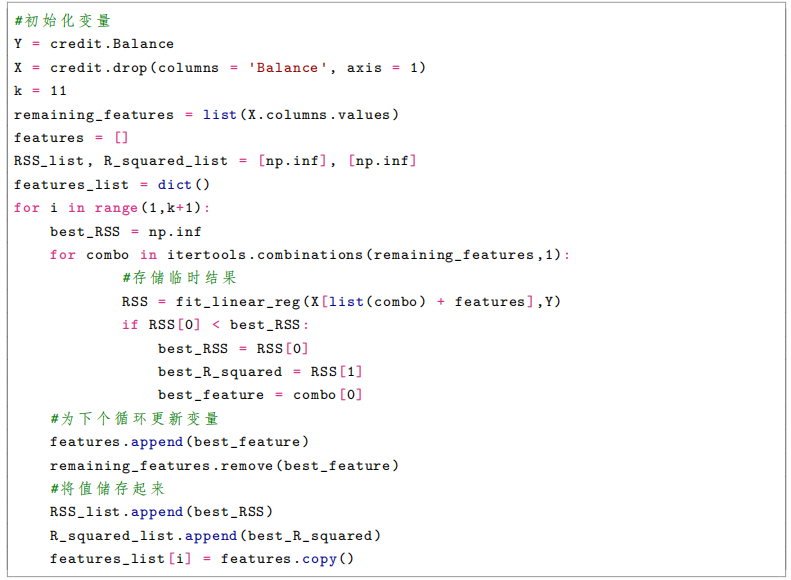 #初始化变量
Y = credit.Balance
X = credit.drop(columns = 'Balance', axis = 1)
k = 11
remaining_features = list(X.columns.values)
features = []
RSS_list, R_squared_list = [np.inf], [np.inf]
features_list = dict()
for i in range(1,k+1):
    best_RSS = np.inf
    for combo in itertools.combinations(remaining_features,1):
            #存储临时结果
            RSS = fit_linear_reg(X[list(combo) + features],Y)
            if RSS[0] < best_RSS:
                best_RSS = RSS[0]
                best_R_squared = RSS[1]
                best_feature = combo[0]
    #为下个循环更新变量
    features.append(best_feature)
    remaining_features.remove(best_feature)
    #将值储存起来
    RSS_list.append(best_RSS)
    R_squared_list.append(best_R_squared)
    features_list[i] = features.copy()